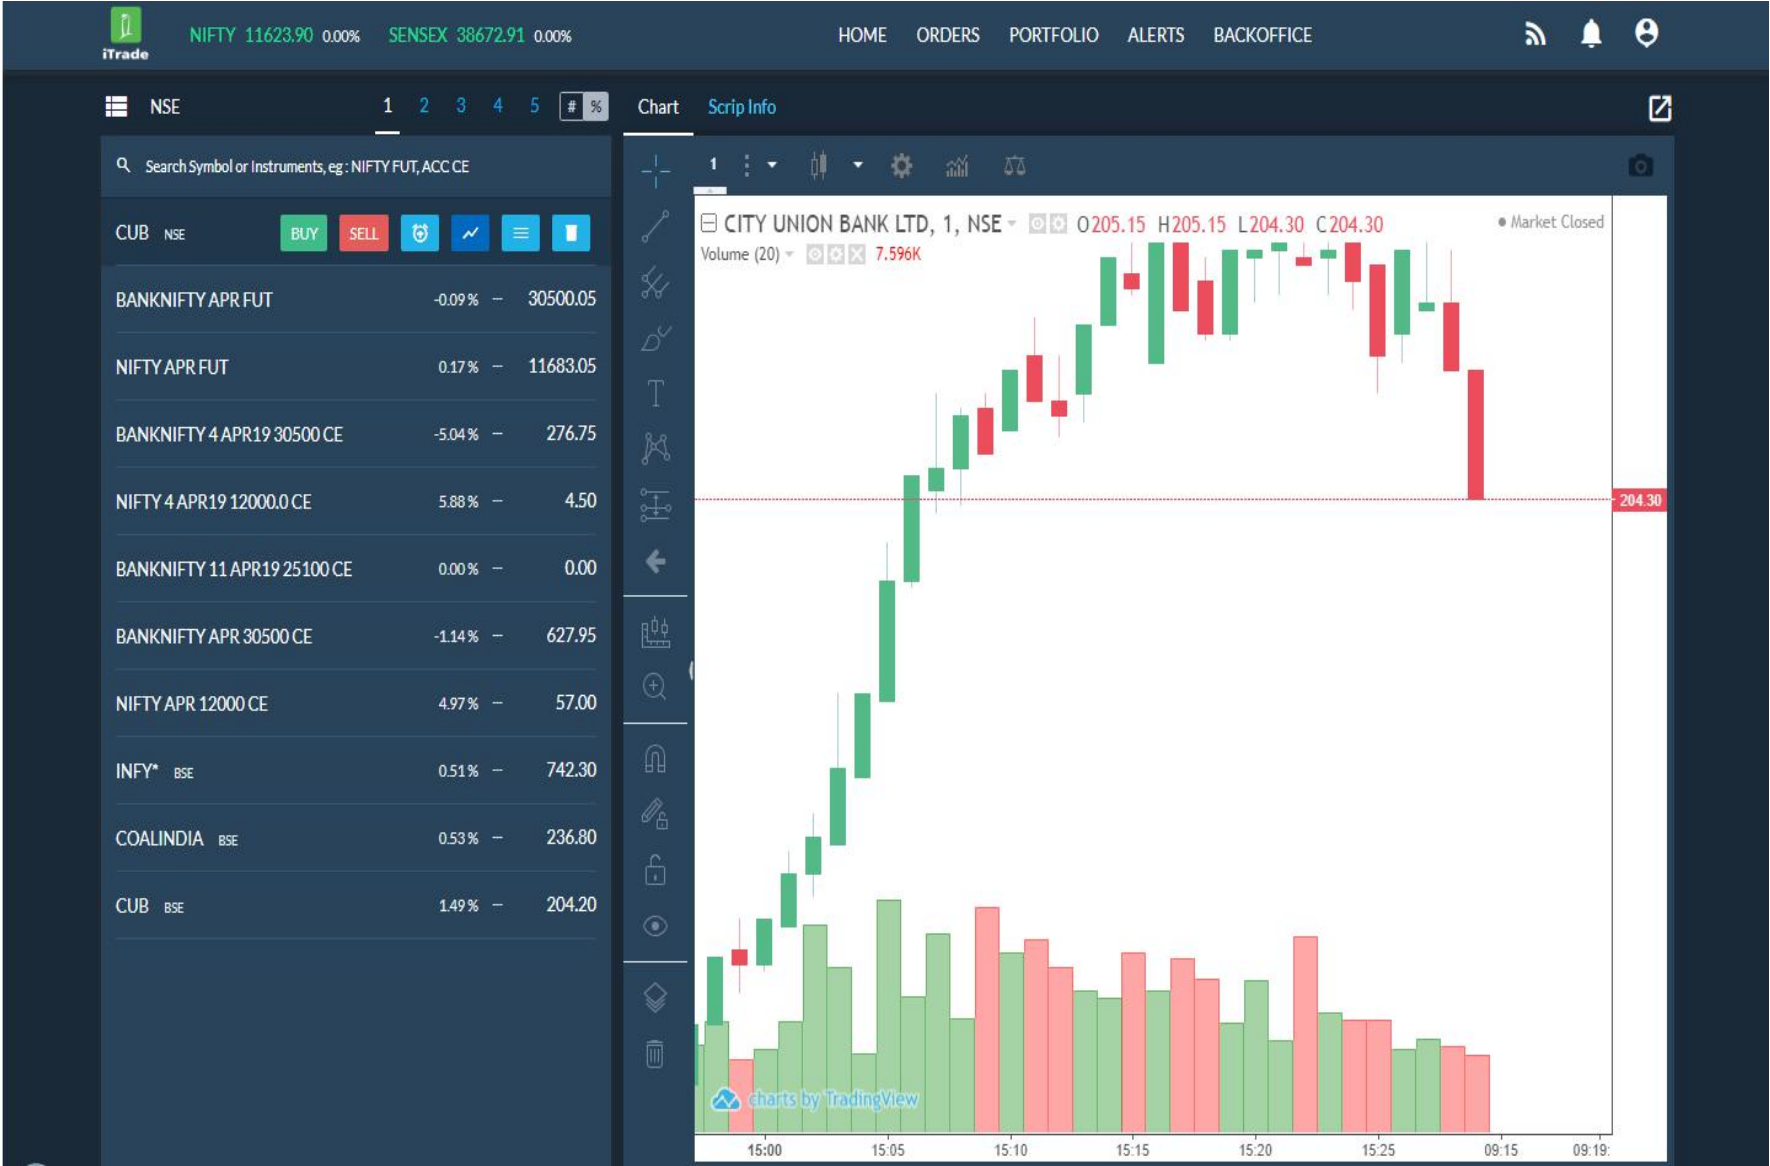 iTrade
NIFTY 11623.90 0.00% SENSEX 38672.91 0.00%
HOME ORDERS PORTFOLIO ALERTS BACKOFFICE
NSE 1 2 3 4 5 # %
Search Symbol or Instruments, eg : NIFTY FUT, ACC CE
CUB NSE BUY SELL
BANKNIFTY APR FUT -0.09 % -- 30500.05
NIFTY APR FUT 0.17 % -- 11683.05
BANKNIFTY 4 APR19 30500 CE -5.04 % -- 276.75
NIFTY 4 APR19 12000.0 CE 5.88 % -- 4.50
BANKNIFTY 11 APR19 25100 CE 0.00 % -- 0.00
BANKNIFTY APR 30500 CE -1.14 % -- 627.95
NIFTY APR 12000 CE 4.97 % -- 57.00
INFY* BSE 0.51 % -- 742.30
COALINDIA BSE 0.53 % -- 236.80
CUB BSE 1.49 % -- 204.20
Chart Scrip Info
1
CITY UNION BANK LTD, 1, NSE O205.15 H205.15 L204.30 C204.30 Market Closed
Volume (20) 7.596K
204.30
charts by TradingView
15:00 15:05 15:10 15:15 15:20 15:25 09:15 09:19: